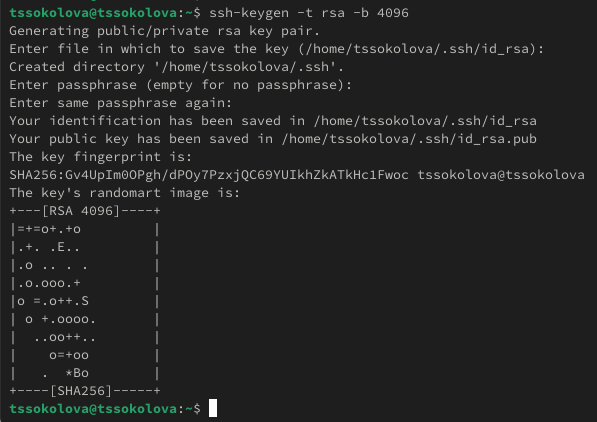 tssokolova@tssokolova:~$ ssh-keygen -t rsa -b 4096
Generating public/private rsa key pair.
Enter file in which to save the key (/home/tssokolova/.ssh/id_rsa):
Created directory '/home/tssokolova/.ssh'.
Enter passphrase (empty for no passphrase):
Enter same passphrase again:
Your identification has been saved in /home/tssokolova/.ssh/id_rsa
Your public key has been saved in /home/tssokolova/.ssh/id_rsa.pub
The key fingerprint is:
SHA256:Gv4UpIm0OPgh/dPOy7PzxjQC69YUIkhZkATkHc1Fwoc tssokolova@tssokolova
The key's randomart image is:
+---[RSA 4096]----+
|=+=o+.+o         |
|.+. .E..         |
|.o .. . .        |
|.o.ooo.+         |
|o =.o++.S        |
| o +.oooo.       |
|  ..oo++..       |
|    o=+oo        |
|   .  *Bo        |
+----[SHA256]-----+
tssokolova@tssokolova:~$